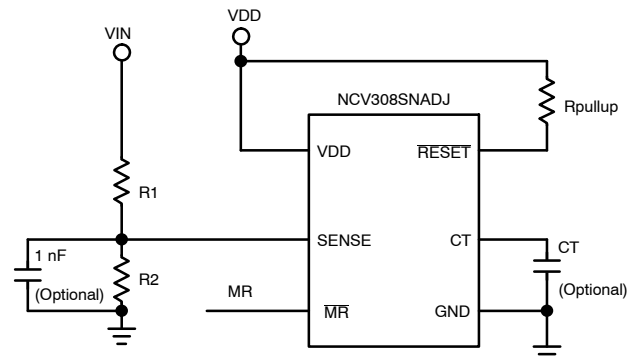 VDD
VIN
NCV308SNADJ
Rpullup
VDD
RESET
R1
SENSE
CT
CT
1 nF
R2
(Optional)
(Optional)
MR
MR
GND